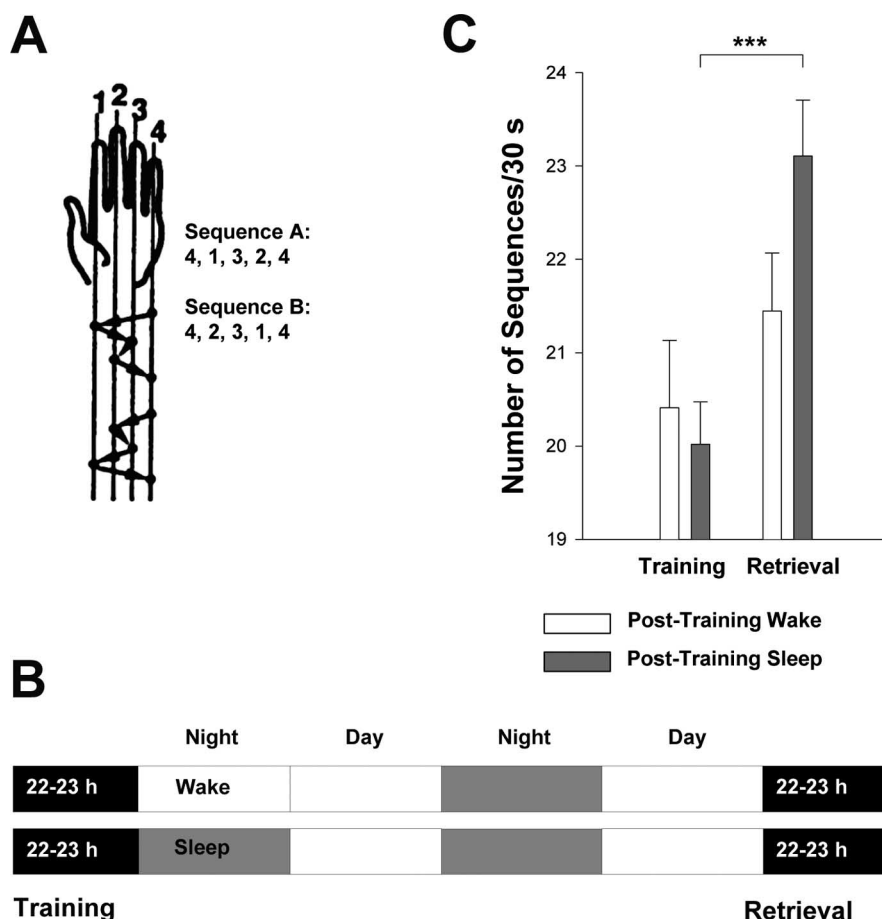 A
1 2 3 4
Sequence A:
4, 1, 3, 2, 4
Sequence B:
4, 2, 3, 1, 4
C
***
Number of Sequences/30 s
24
23
22
21
20
19
Training Retrieval
Post-Training Wake
Post-Training Sleep
B
Night Day Night Day
22-23 h Wake 22-23 h
22-23 h Sleep 22-23 h
Training Retrieval